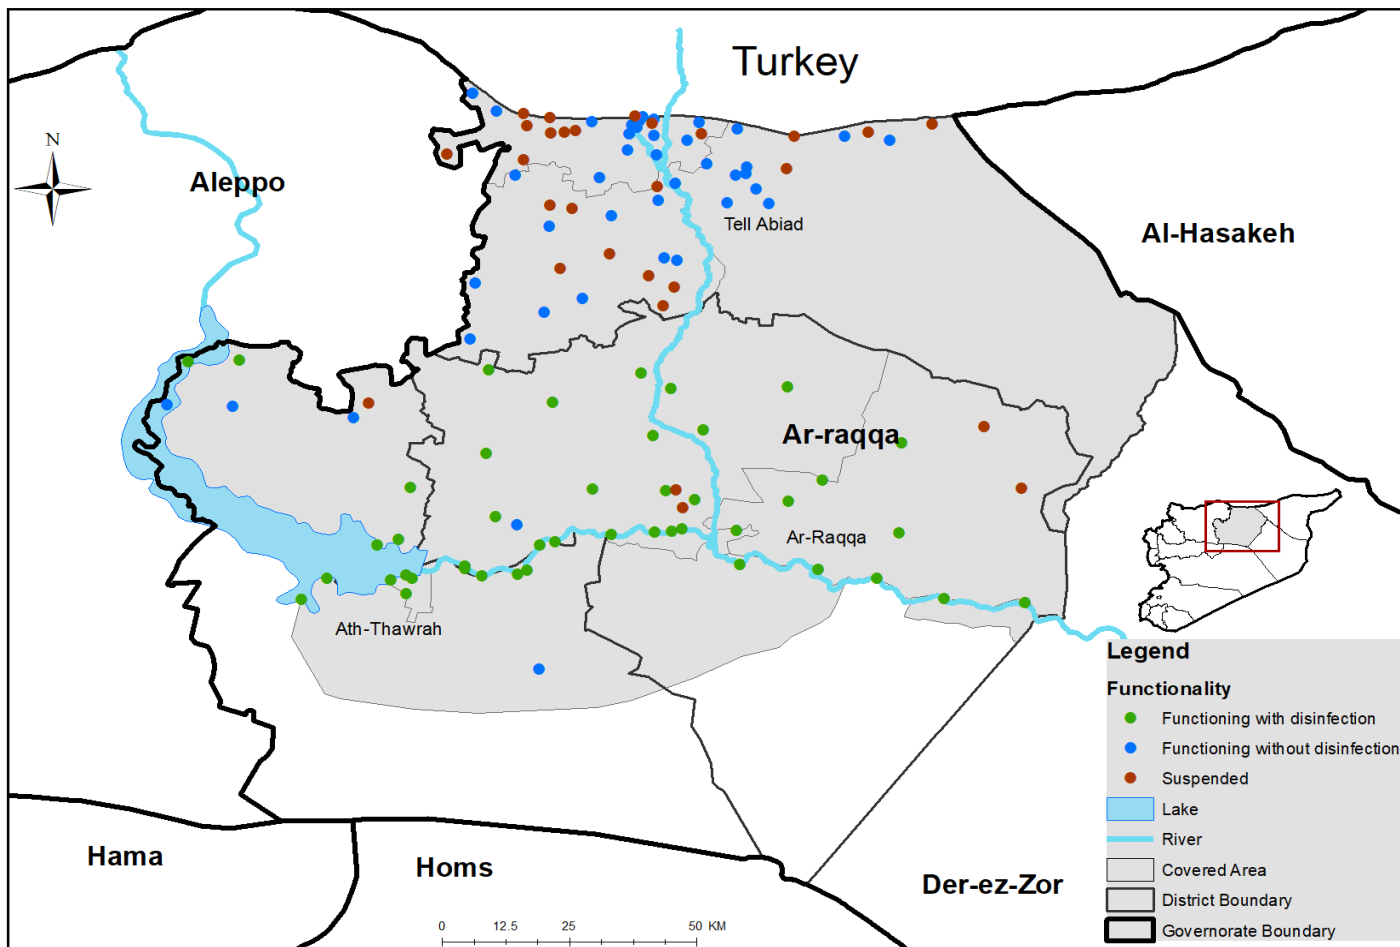 Turkey
N
Aleppo
Tell Abiad
Al-Hasakeh
Ar-raqqa
Ar-Raqqa
Ath-Thawrah
Legend
Functionality
Functioning with disinfection
Functioning without disinfection
Suspended
Lake
River
Covered Area
District Boundary
Governorate Boundary
Hama
Homs
Der-ez-Zor
0 12.5 25 50 KM